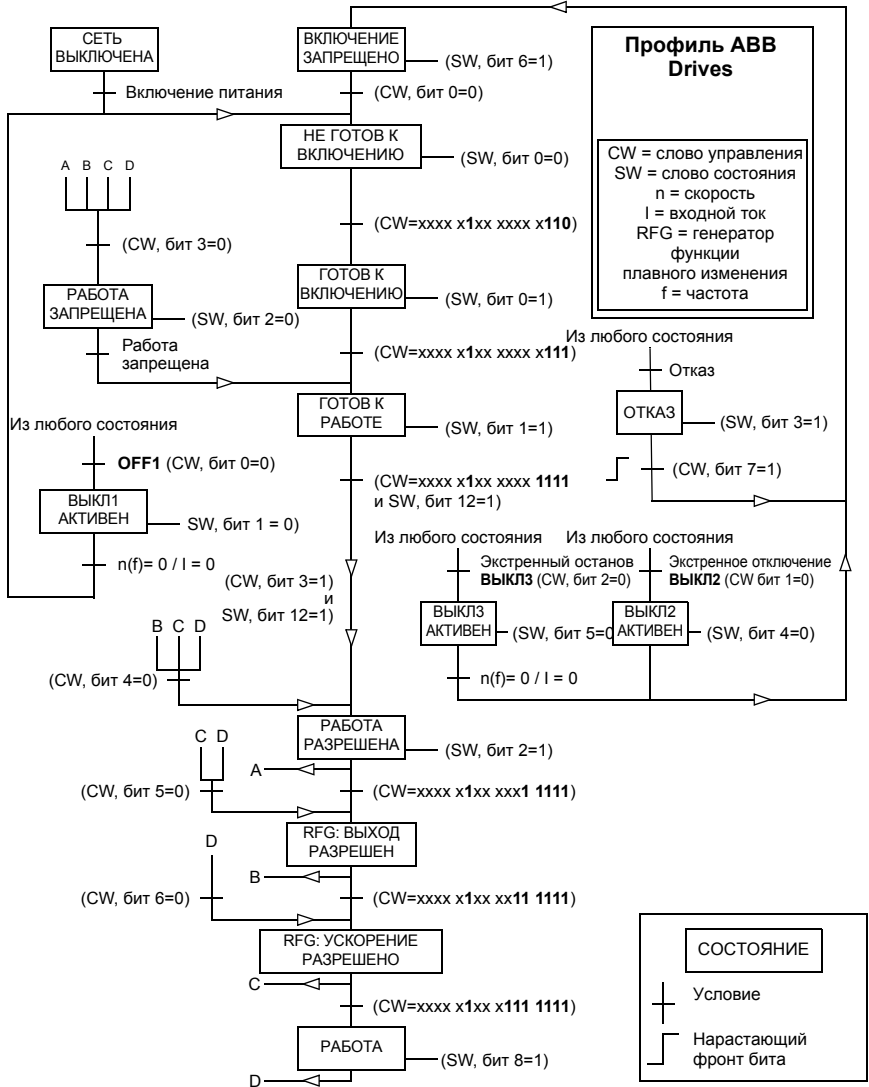 СЕТЬ
ВЫКЛЮЧЕНА
Включение питания
ВКЛЮЧЕНИЕ
ЗАПРЕЩЕНО
(SW, бит 6=1)
(CW, бит 0=0)
Профиль ABB
Drives
CW = слово управления
SW = слово состояния
n = скорость
I = входной ток
RFG = генератор
функции
плавного изменения
f = частота
НЕ ГОТОВ К
ВКЛЮЧЕНИЮ
(SW, бит 0=0)
A B C D
(CW, бит 3=0)
(CW=xxxx x1xx xxxx x110)
РАБОТА
ЗАПРЕЩЕНА
(SW, бит 2=0)
Работа
запрещена
ГОТОВ К
ВКЛЮЧЕНИЮ
(SW, бит 0=1)
(CW=xxxx x1xx xxxx x111)
Из любого состояния
Отказ
ОТКАЗ
(SW, бит 3=1)
(CW, бит 7=1)
ГОТОВ К
РАБОТЕ
(SW, бит 1=1)
Из любого состояния
OFF1 (CW, бит 0=0)
ВЫКЛ1
АКТИВЕН
SW, бит 1 = 0)
n(f)= 0 / I = 0
(CW=xxxx x1xx xxxx 1111
и SW, бит 12=1)
(CW, бит 3=1)
и
SW, бит 12=1)
Из любого состояния
Экстренный останов
ВЫКЛ3 (CW, бит 2=0)
ВЫКЛ3
АКТИВЕН
(SW, бит 5=0
n(f)= 0 / I = 0
Из любого состояния
Экстренное отключение
ВЫКЛ2 (CW бит 1=0)
ВЫКЛ2
АКТИВЕН
(SW, бит 4=0)
B C D
(CW, бит 4=0)
РАБОТА
РАЗРЕШЕНА
(SW, бит 2=1)
A
C D
(CW, бит 5=0)
(CW=xxxx x1xx xxx1 1111)
RFG: ВЫХОД
РАЗРЕШЕН
B
D
(CW, бит 6=0)
(CW=xxxx x1xx xx11 1111)
RFG: УСКОРЕНИЕ
РАЗРЕШЕНО
C
(CW=xxxx x1xx x111 1111)
РАБОТА
(SW, бит 8=1)
D
СОСТОЯНИЕ
Условие
Нарастающий
фронт бита